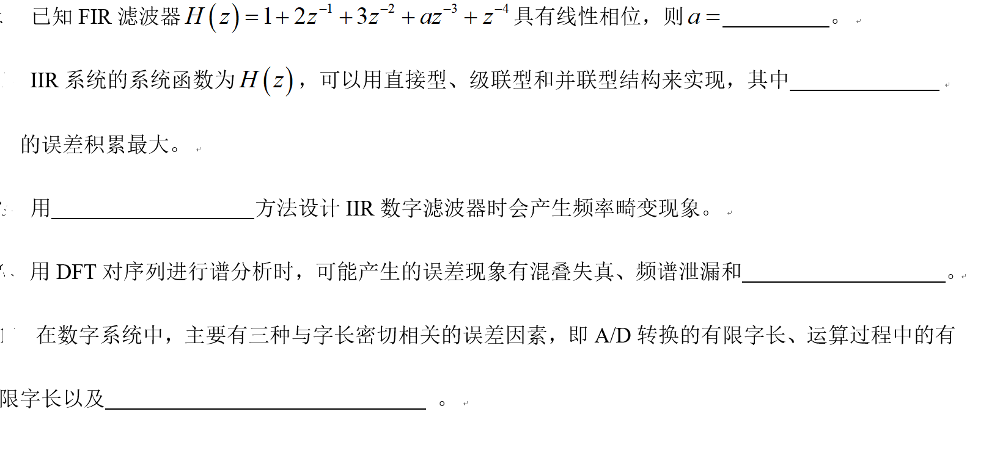 已知 FIR 滤波器 H(z)=1+2z⁻¹+3z⁻²+az⁻³+z⁻⁴ 具有线性相位，则 a=__________。
IIR 系统的系统函数为 H(z)，可以用直接型、级联型和并联型结构来实现，其中______________
的误差积累最大。
用___________________方法设计 IIR 数字滤波器时会产生频率畸变现象。
用 DFT 对序列进行谱分析时，可能产生的误差现象有混叠失真、频谱泄漏和___________________。
在数字系统中，主要有三种与字长密切相关的误差因素，即 A/D 转换的有限字长、运算过程中的有
限字长以及______________________________ 。